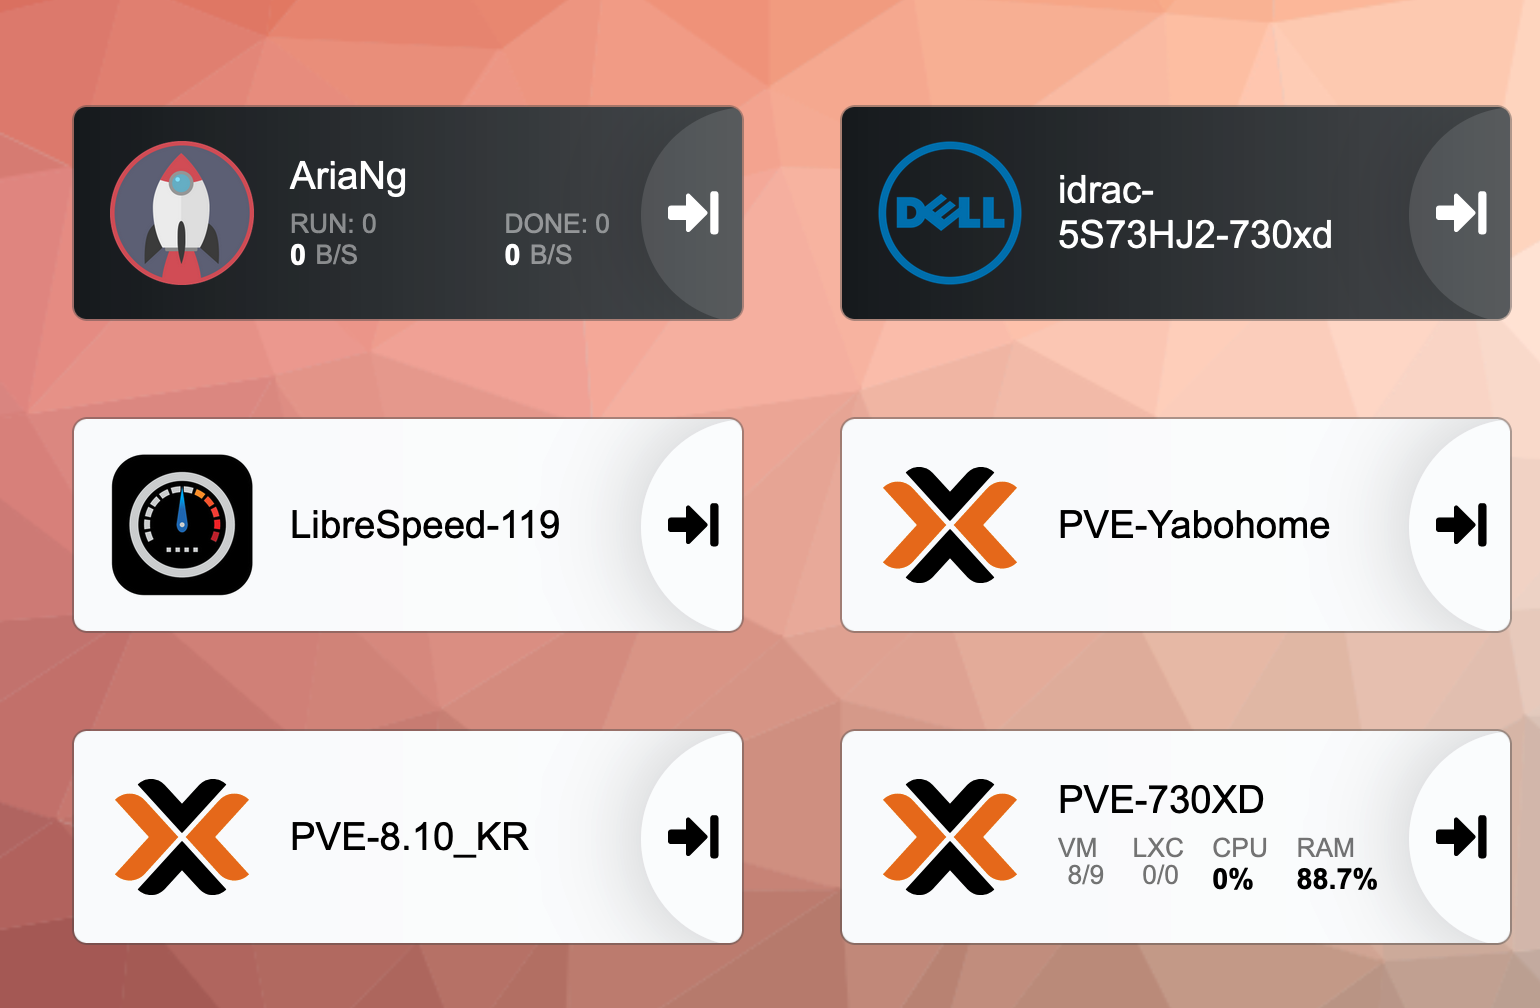 AriaNg
RUN: 0
DONE: 0
0 B/S
0 B/S
DELL
idrac-
5S73HJ2-730xd
LibreSpeed-119
PVE-Yabohome
PVE-8.10_KR
PVE-730XD
VM LXC CPU RAM
8/9 0/0 0% 88.7%